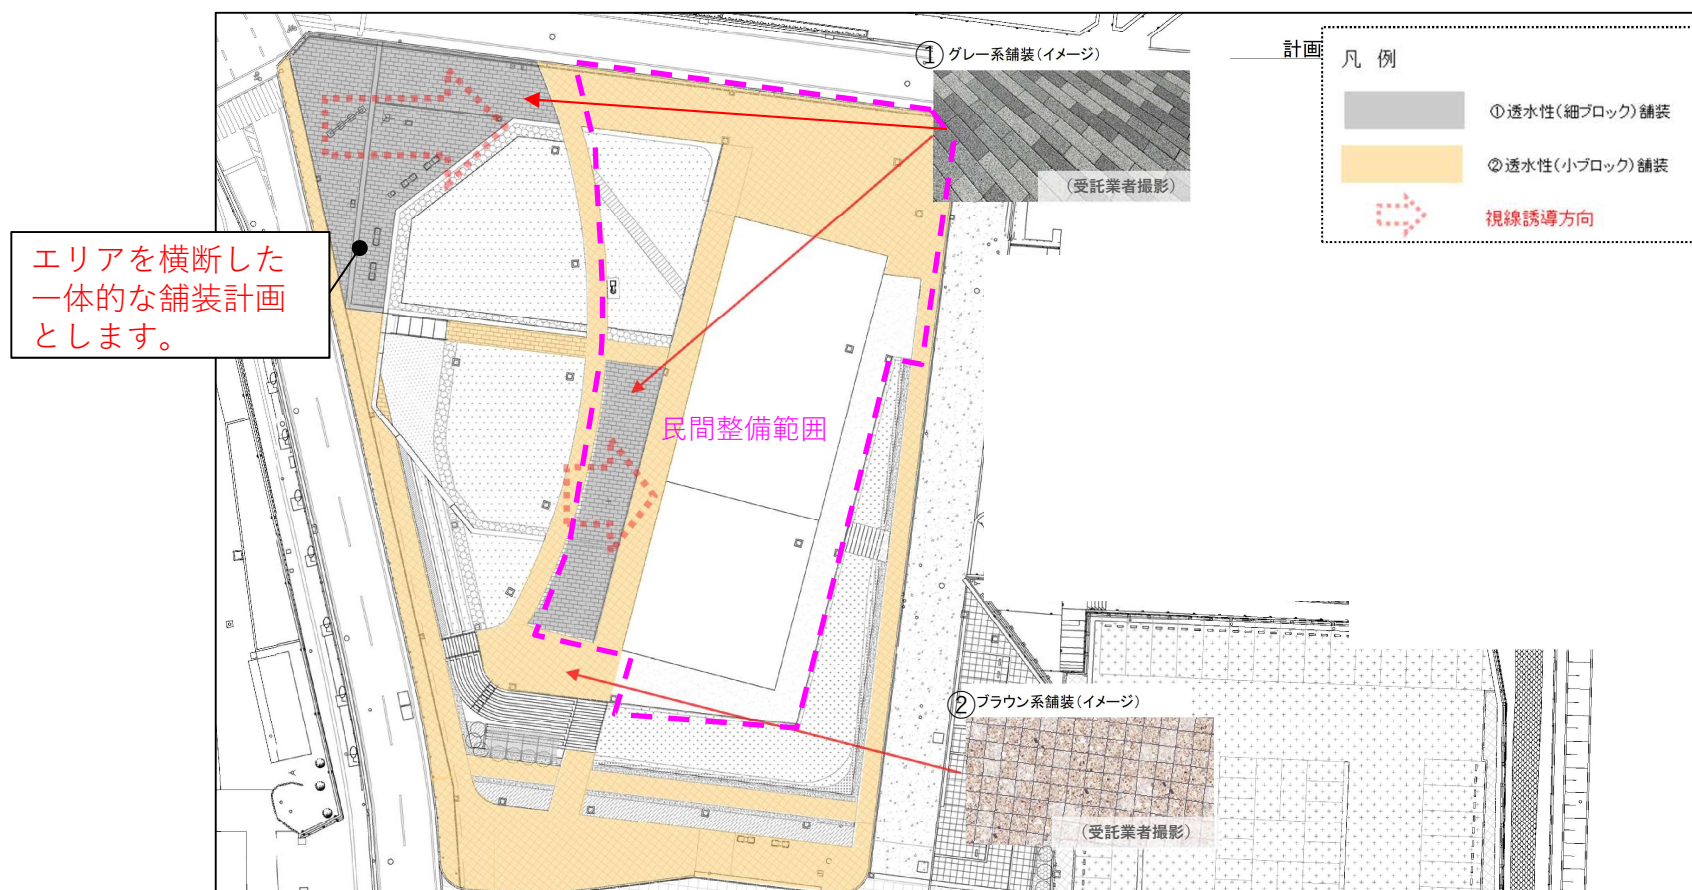 ① グレー系舗装(イメージ)
(受託業者撮影)
計画
凡 例
①透水性(細ブロック)舗装
②透水性(小ブロック)舗装
視線誘導方向
エリアを横断した
一体的な舗装計画
とします。
民間整備範囲
② ブラウン系舗装(イメージ)
(受託業者撮影)